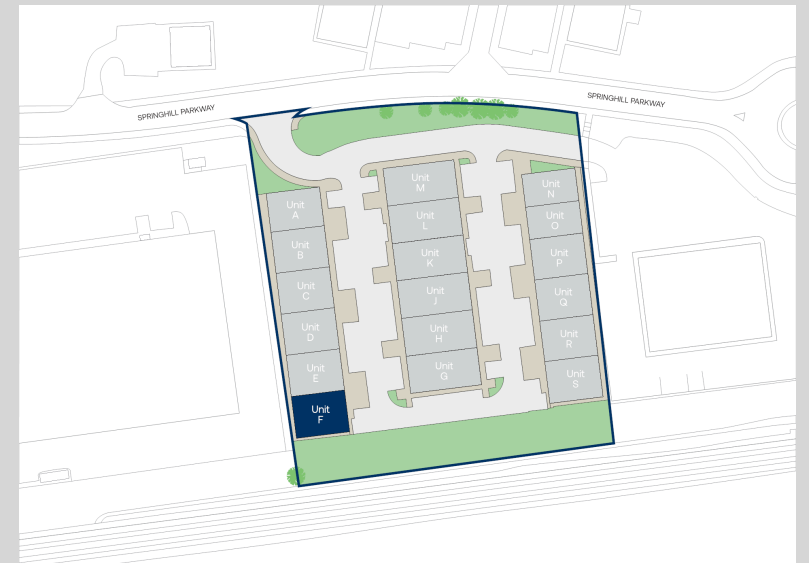 SPRINGHILL PARKWAY
SPRINGHILL PARKWAY
Unit
A
Unit
B
Unit
C
Unit
D
Unit
E
Unit
F
Unit
M
Unit
L
Unit
K
Unit
J
Unit
H
Unit
G
Unit
N
Unit
O
Unit
P
Unit
Q
Unit
R
Unit
S